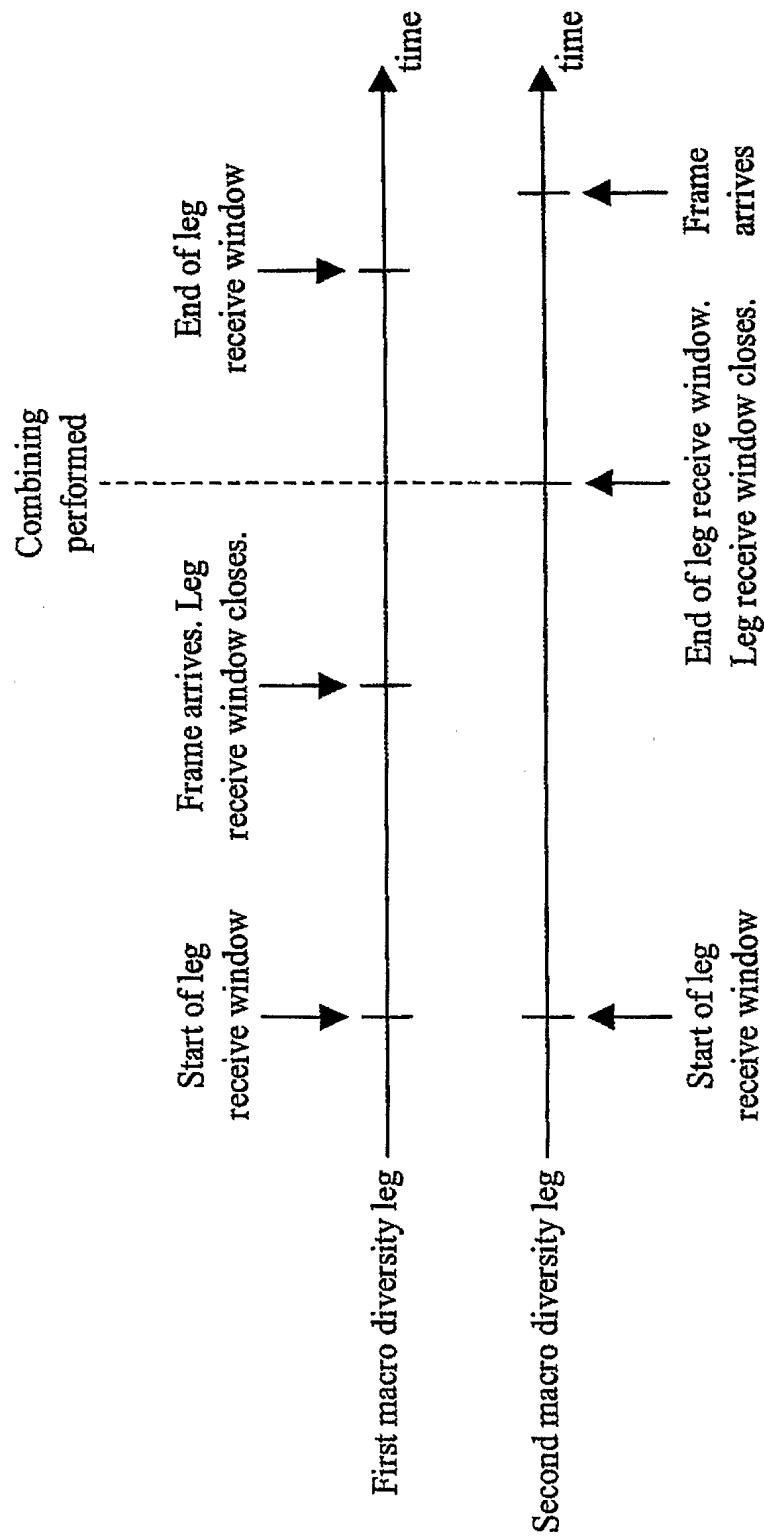 Combining
performed
Start of leg
receive window
Frame arrives. Leg
receive window closes.
End of leg
receive window
First macro diversity leg
time
Second macro diversity leg
time
Start of leg
receive window
End of leg receive window.
Leg receive window closes.
Frame
arrives